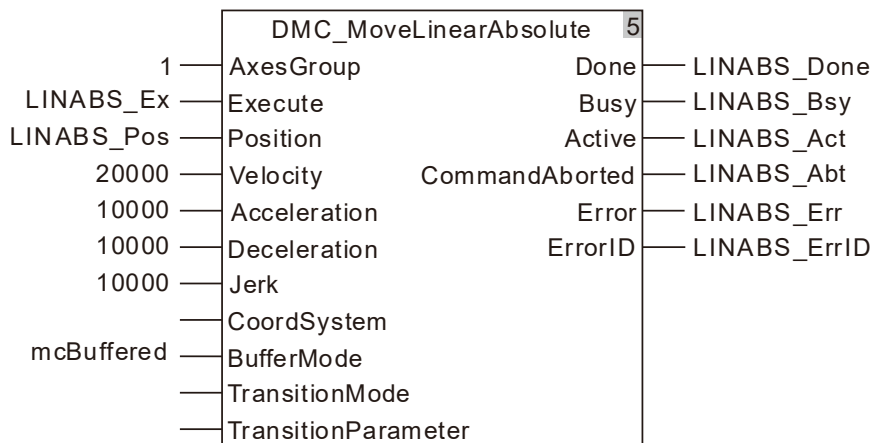 DMC_MoveLinearAbsolute 5
1 AxesGroup Done LINABS_Done
LINABS_Ex Execute Busy LINABS_Bsy
LINABS_Pos Position Active LINABS_Act
20000 Velocity CommandAborted LINABS_Abt
10000 Acceleration Error LINABS_Err
10000 Deceleration ErrorID LINABS_ErrID
10000 Jerk
CoordSystem
mcBuffered BufferMode
TransitionMode
TransitionParameter